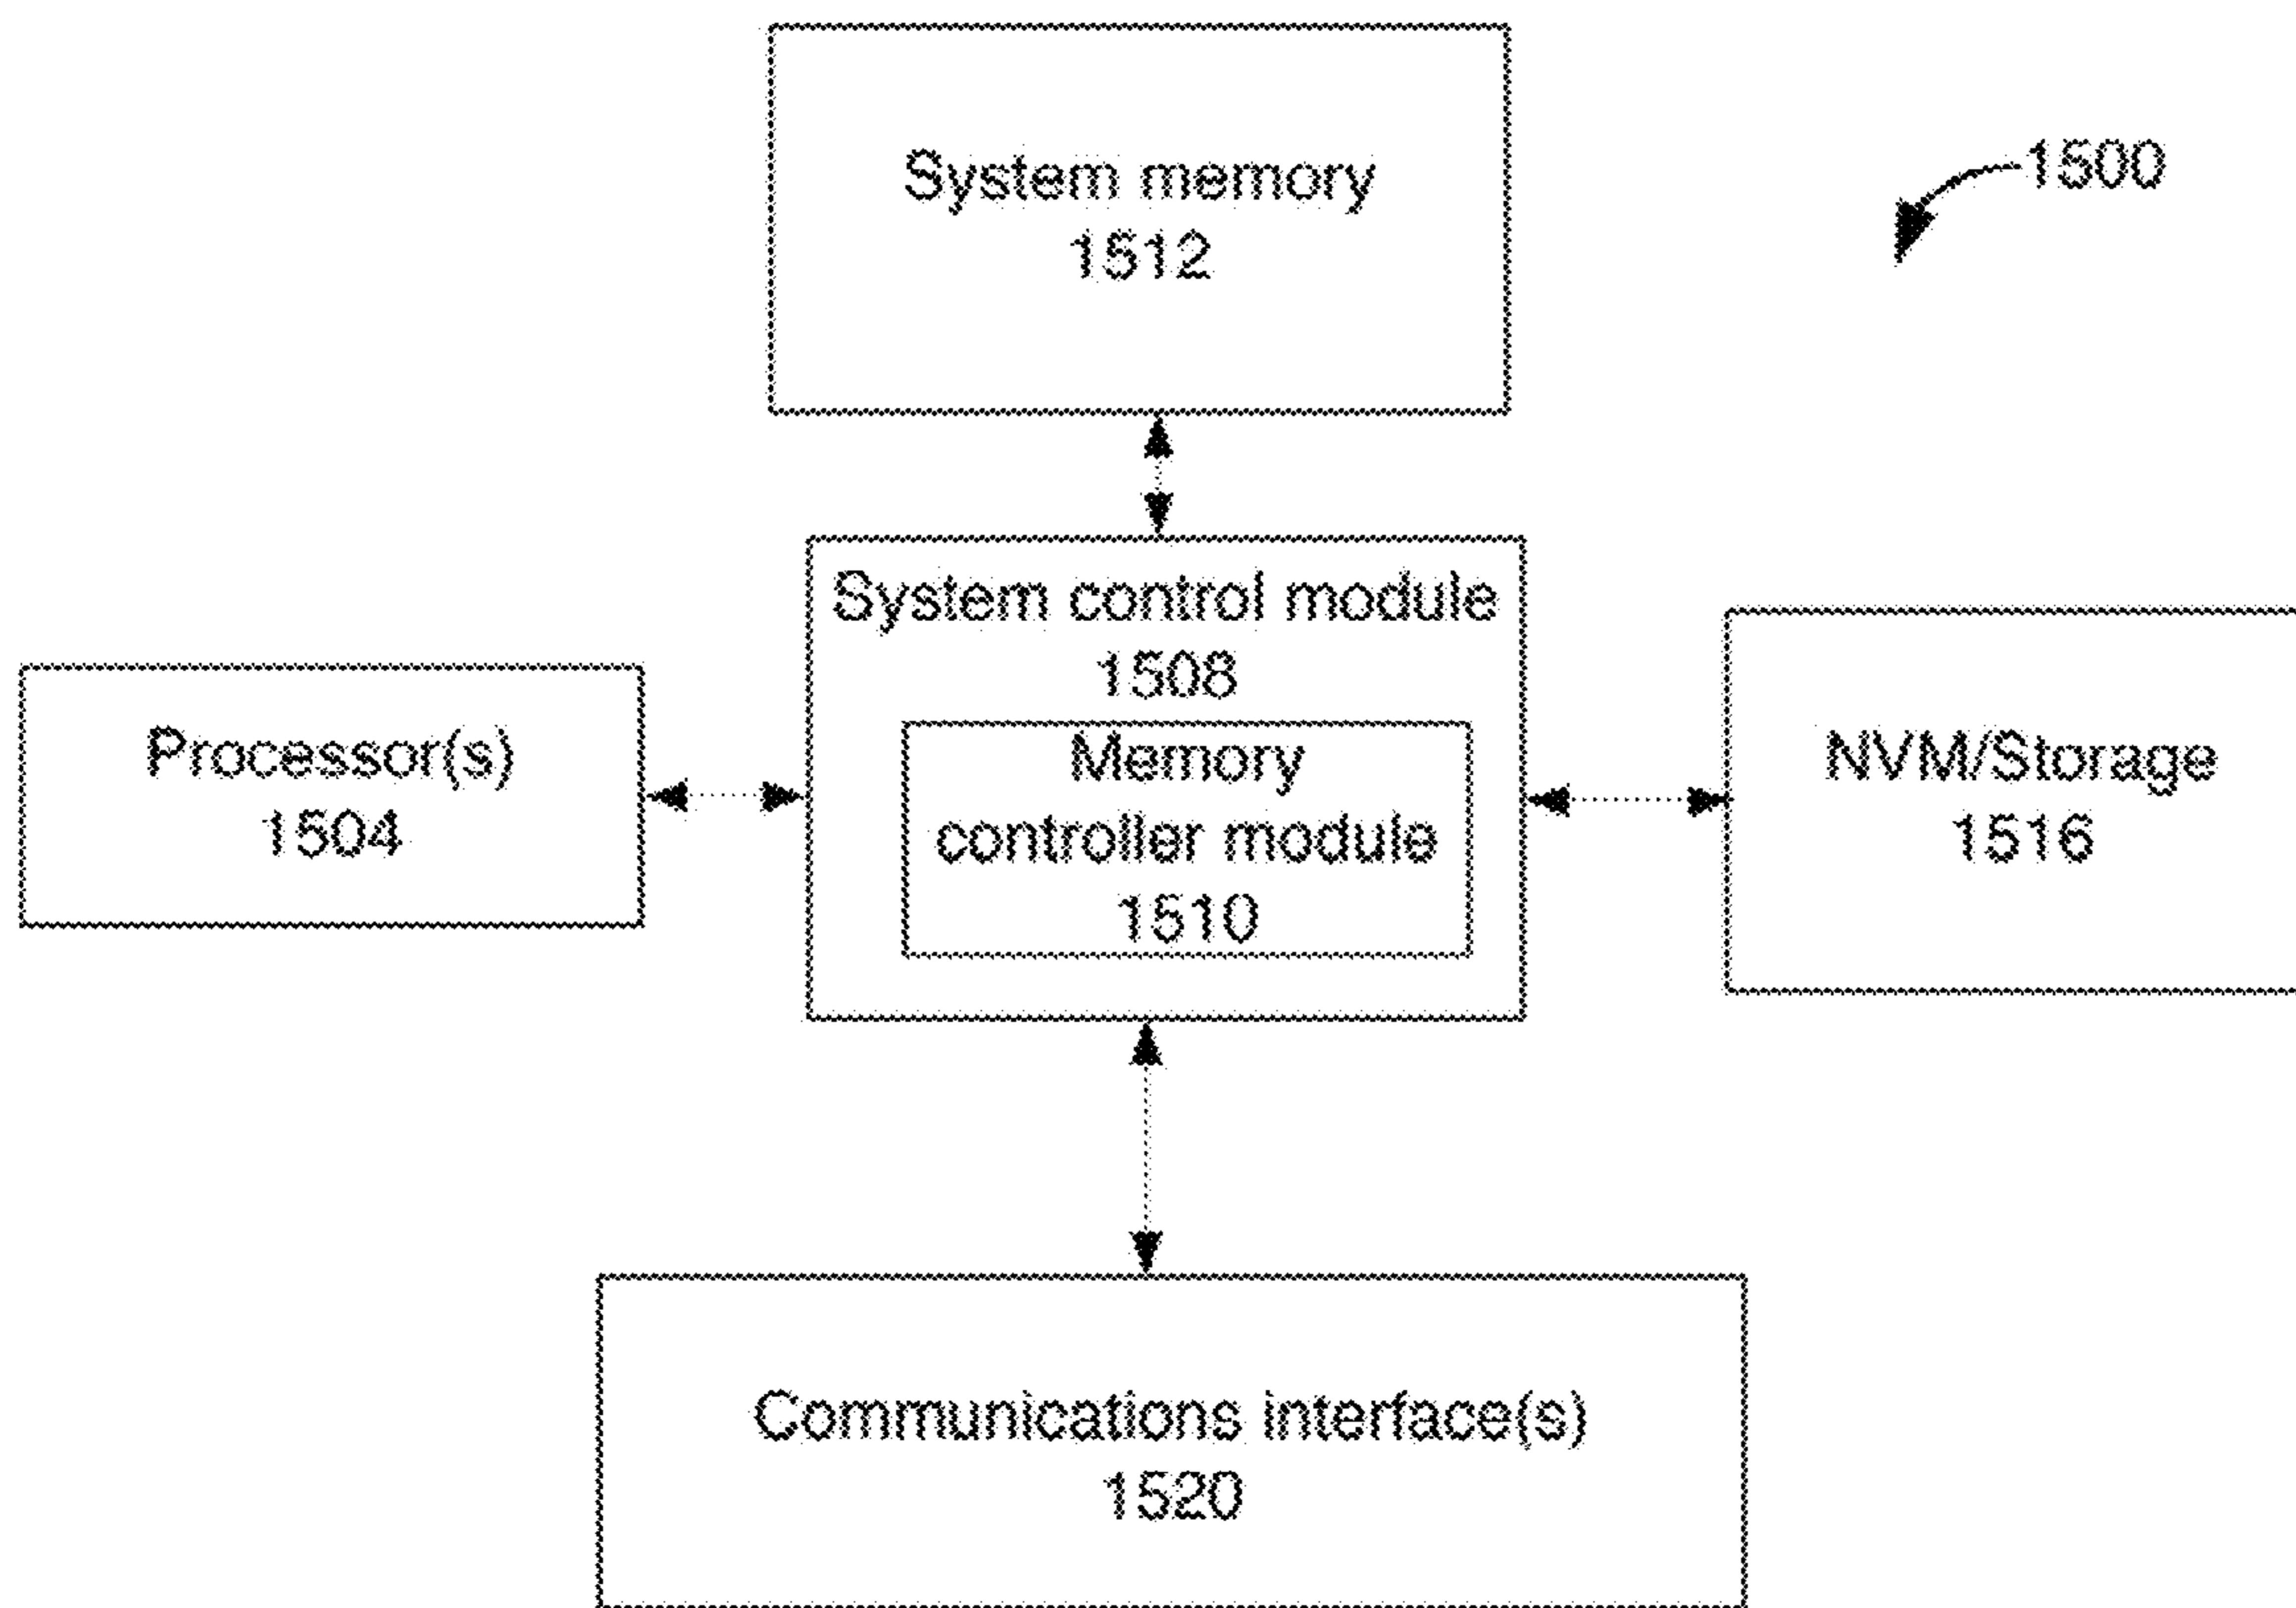 System memory
1512
1500
System control module
1508
Processor(s)
1504
Memory
controller module
1510
NVM/Storage
1516
Communications interface(s)
1520